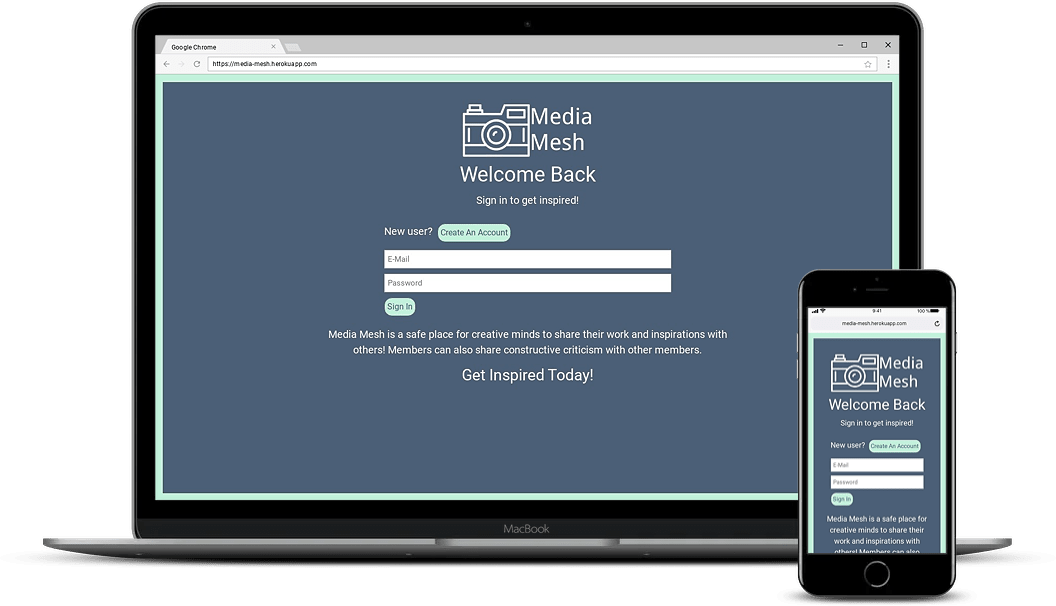 Google Chrome
https://media-mesh.herokuapp.com
Media
Mesh
Welcome Back
Sign in to get inspired!
New user? Create An Account
E-Mail
Password
Sign In
Media Mesh is a safe place for creative minds to share their work and inspirations with
others! Members can also share constructive criticism with other members.
Get Inspired Today!
MacBook
9:41
100 %
media-mesh.herokuapp.com
Media
Mesh
Welcome Back
Sign in to get inspired!
New user? Create An Account
E-Mail
Password
Sign In
Media Mesh is a safe place for
creative minds to share their
work and inspirations with
others! Members can also